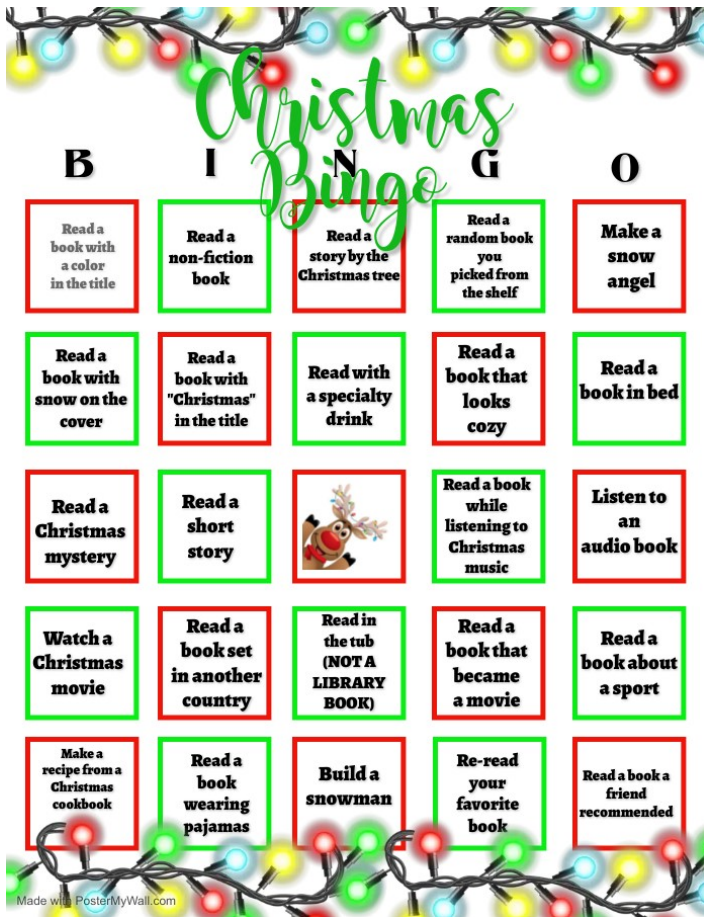 Christmas
Bingo
B I N G O
Read a
book with
a color
in the title
Read a
non-fiction
book
Read a
story by the
Christmas tree
Read a
random book
you
picked from
the shelf
Make a
snow
angel
Read a
book with
snow on the
cover
Read a
book with
"Christmas"
in the title
Read with
a specialty
drink
Read a
book that
looks
cozy
Read a
book in bed
Read a
Christmas
mystery
Read a
short
story
Read a book
while
listening to
Christmas
music
Listen to
an
audio book
Watch a
Christmas
movie
Read a
book set
in another
country
Read in
the tub
(NOT A
LIBRARY
BOOK)
Read a
book that
became
a movie
Read a
book about
a sport
Make a
recipe from a
Christmas
cookbook
Read a
book
wearing
pajamas
Build a
snowman
Re-read
your
favorite
book
Read a book a
friend
recommended
Made with PosterMyWall.com